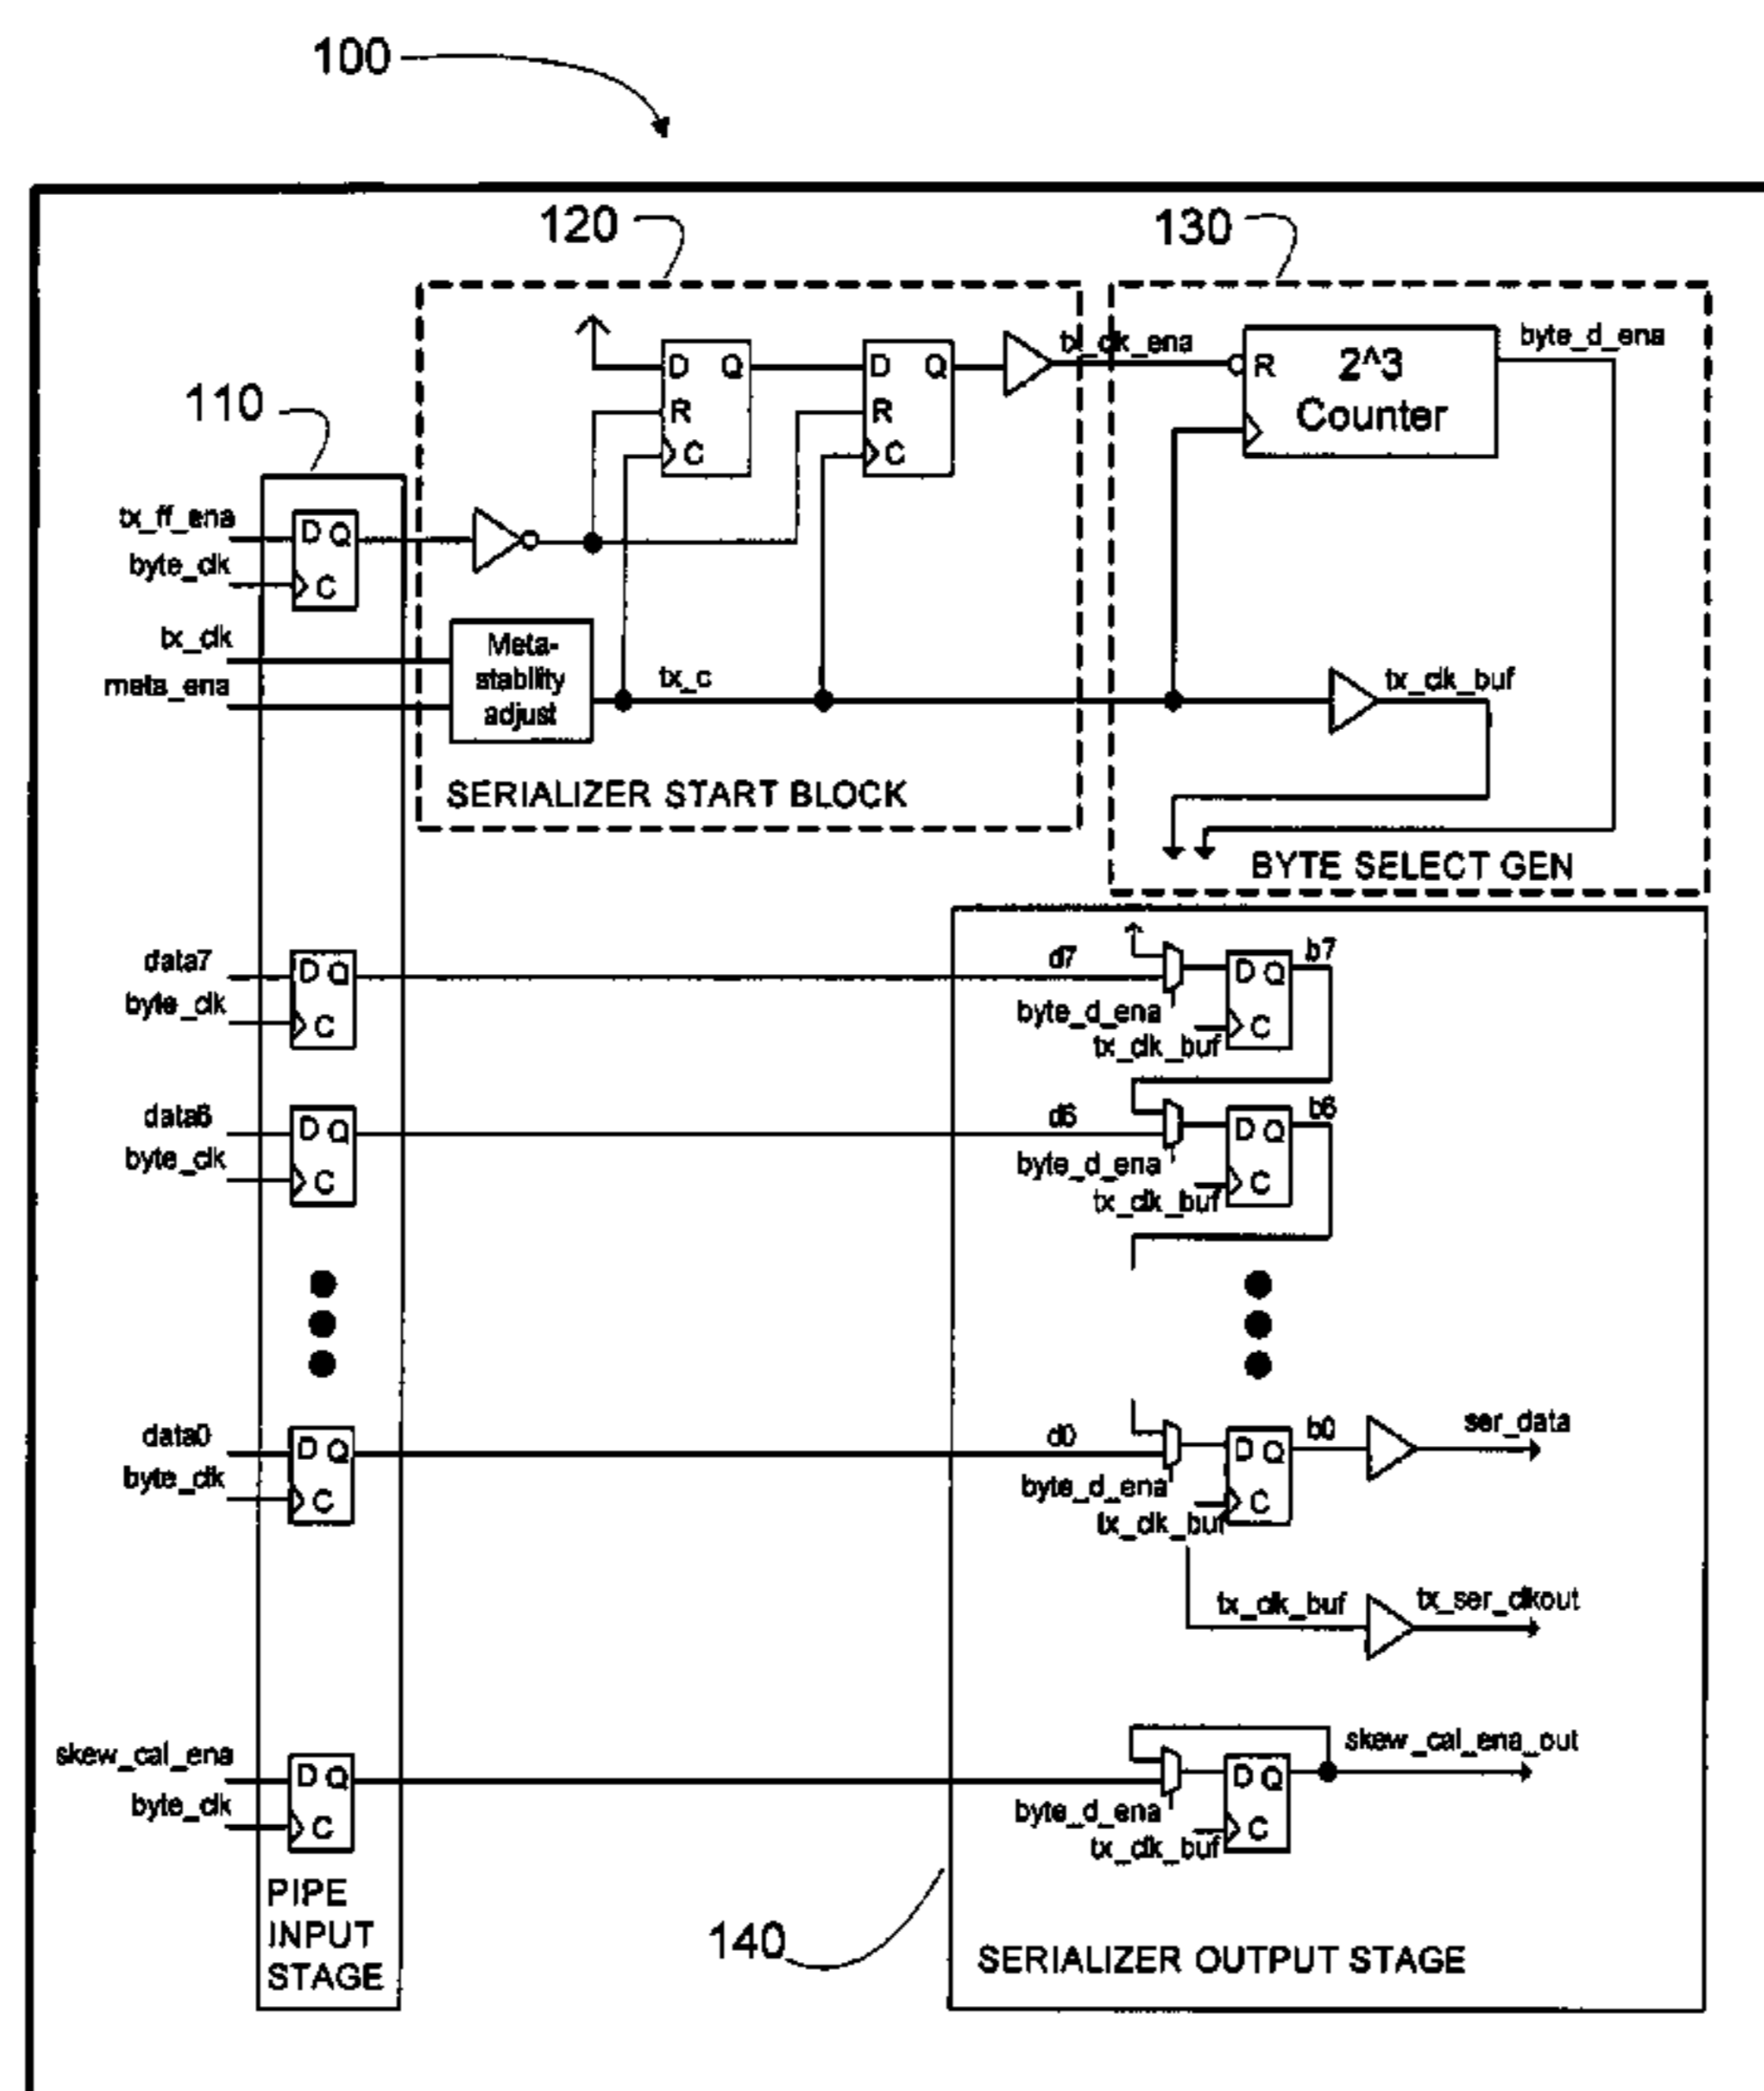 100
120
130
tx_clk_ena
byte_d_ena
D Q
R
C
D Q
R
C
R
2^3
Counter
110
tx_ff_ena
D Q
byte_clk
C
tx_clk
meta_ena
Meta-
stability
adjust
tx_c
tx_clk_buf
SERIALIZER START BLOCK
BYTE SELECT GEN
data7
D Q
d7
D Q
b7
byte_clk
C
byte_d_ena
C
tx_clk_buf
data6
D Q
d6
D Q
b6
byte_clk
C
byte_d_ena
C
tx_clk_buf
data0
D Q
d0
D Q
b0
ser_data
byte_clk
C
byte_d_ena
C
tx_clk_buf
tx_clk_buf
tx_ser_clkout
skew_cal_ena
D Q
D Q
skew_cal_ena_out
byte_clk
C
byte_d_ena
C
tx_clk_buf
PIPE
INPUT
STAGE
140
SERIALIZER OUTPUT STAGE